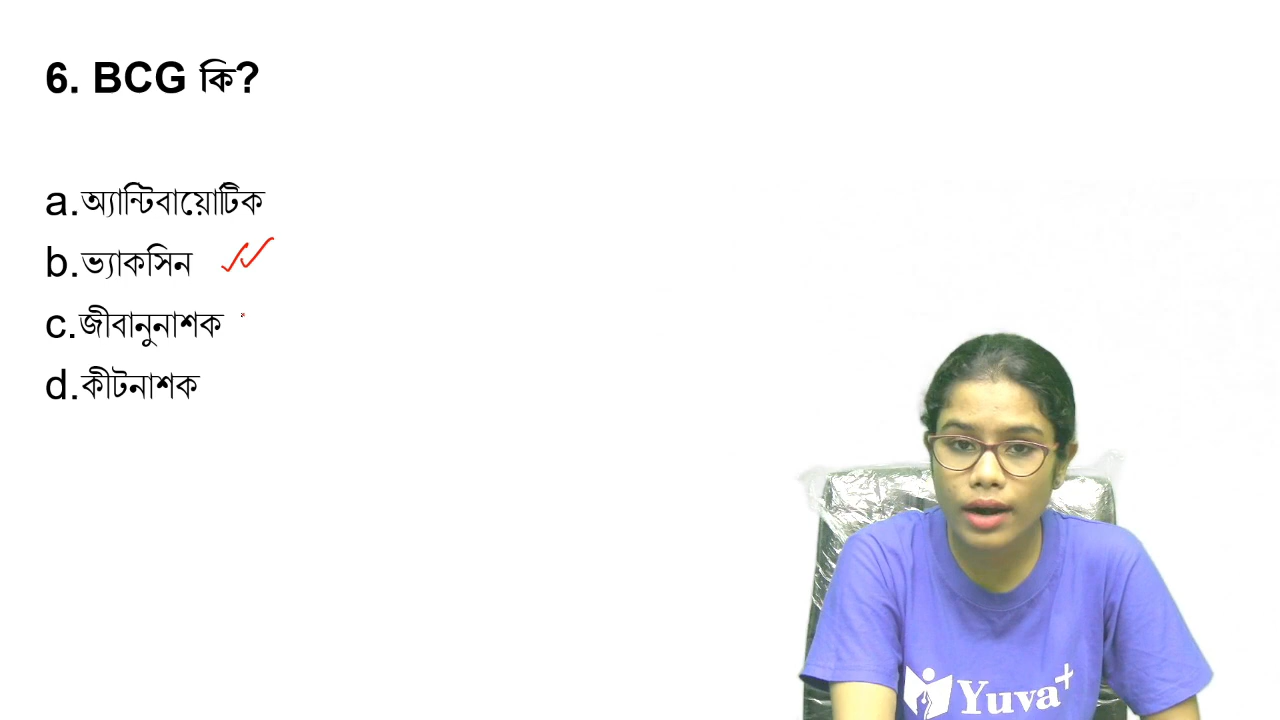 6. BCG কি?
a.অ্যান্টিবায়োটিক
b.ভ্যাকসিন
c.জীবানুনাশক
d.কীটনাশক
Yuva+